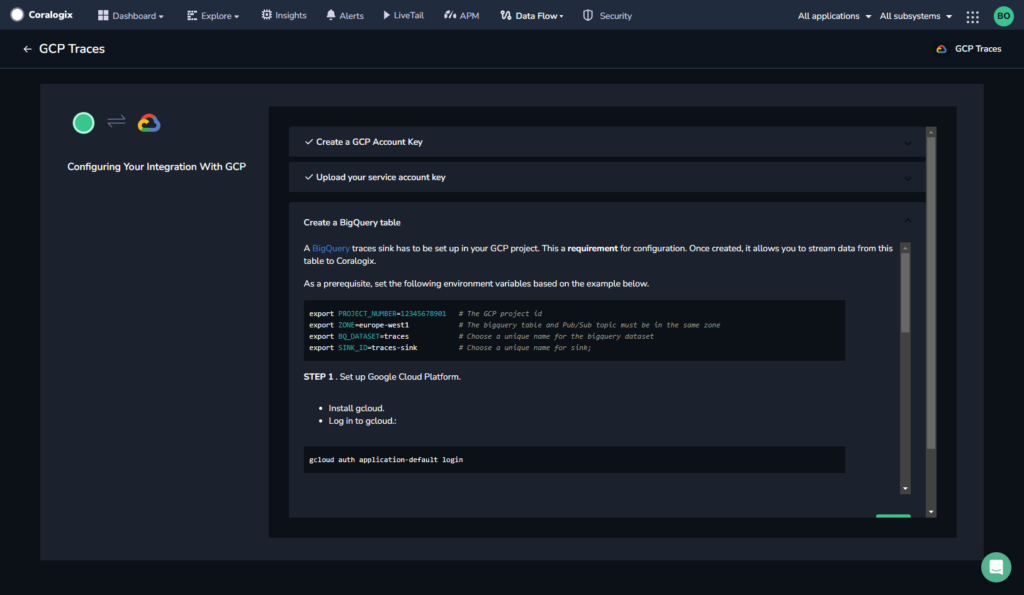 Coralogix Dashboard Explore Insights Alerts LiveTail APM Data Flow Security All applications All subsystems BO
GCP Traces GCP Traces
Configuring Your Integration With GCP
Create a GCP Account Key
Upload your service account key
Create a BigQuery table
A BigQuery traces sink has to be set up in your GCP project. This a requirement for configuration. Once created, it allows you to stream data from this
table to Coralogix.
As a prerequisite, set the following environment variables based on the example below.
export PROJECT_NUMBER=12345678901 # The GCP project id
export ZONE=europe-west1 # The bigquery table and Pub/Sub topic must be in the same zone
export BQ_DATASET=traces # Choose a unique name for the bigquery dataset
export SINK_ID=traces-sink # Choose a unique name for sink;
STEP 1 . Set up Google Cloud Platform.
• Install gcloud.
• Log in to gcloud.:
gcloud auth application-default login